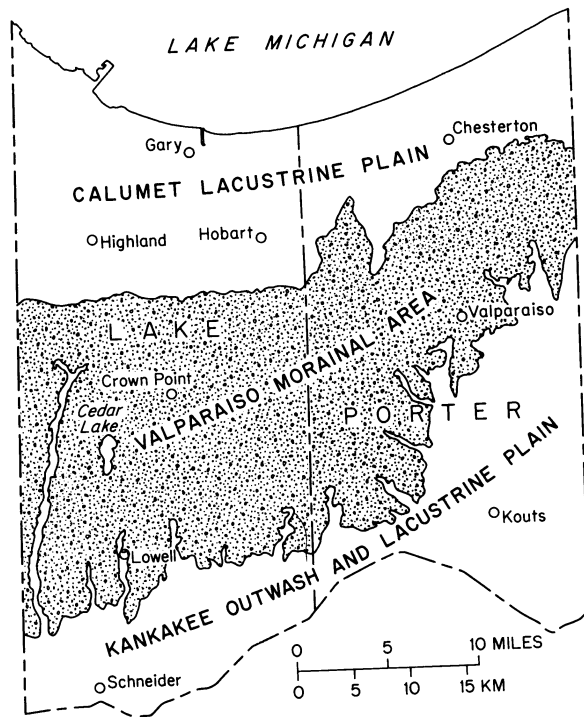 LAKE MICHIGAN
Chesterton
Gary
CALUMET LACUSTRINE PLAIN
Highland
Hobart
LAKE
Valparaiso
VALPARAISO MORAINAL AREA
Crown Point
Cedar
Lake
PORTER
Kouts
Lowell
KANKAKEE OUTWASH AND LACUSTRINE PLAIN
0 5 10 MILES
0 5 10 15 KM
Schneider